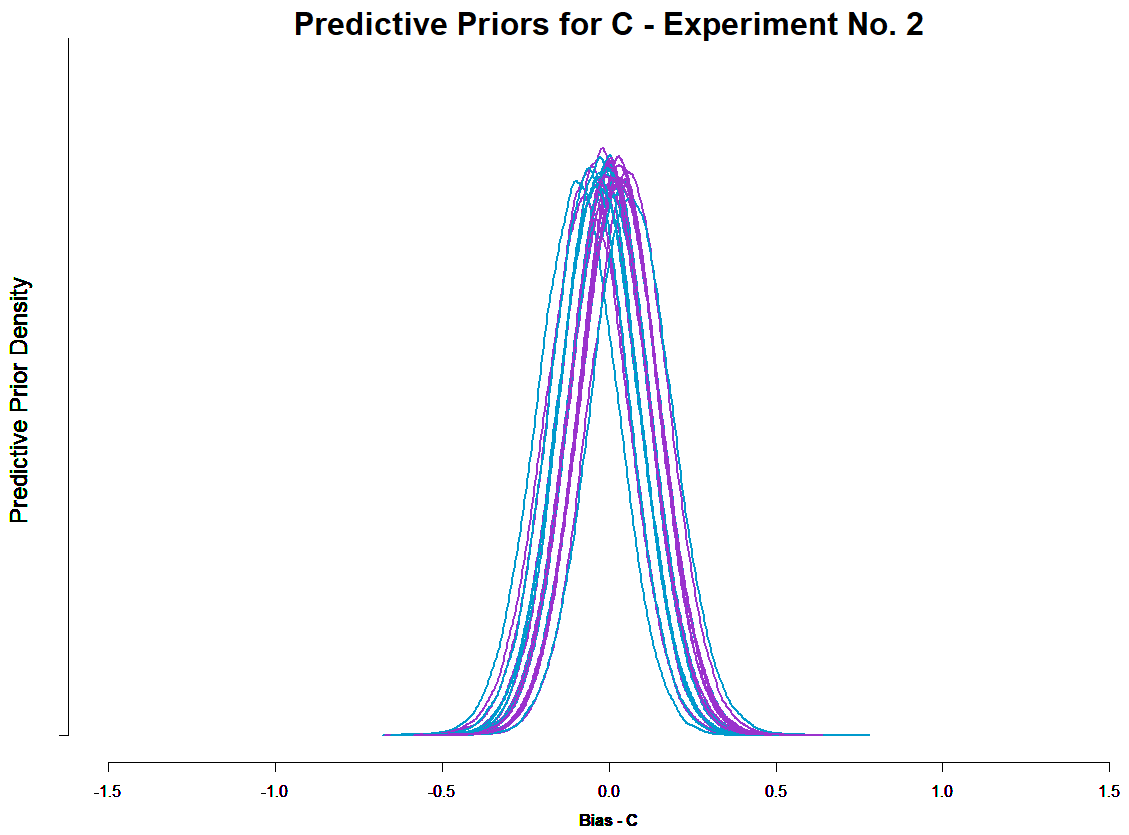 Predictive Priors for C - Experiment No. 2
Predictive Prior Density
-1.5 -1.0 -0.5 0.0 0.5 1.0 1.5
Bias - C